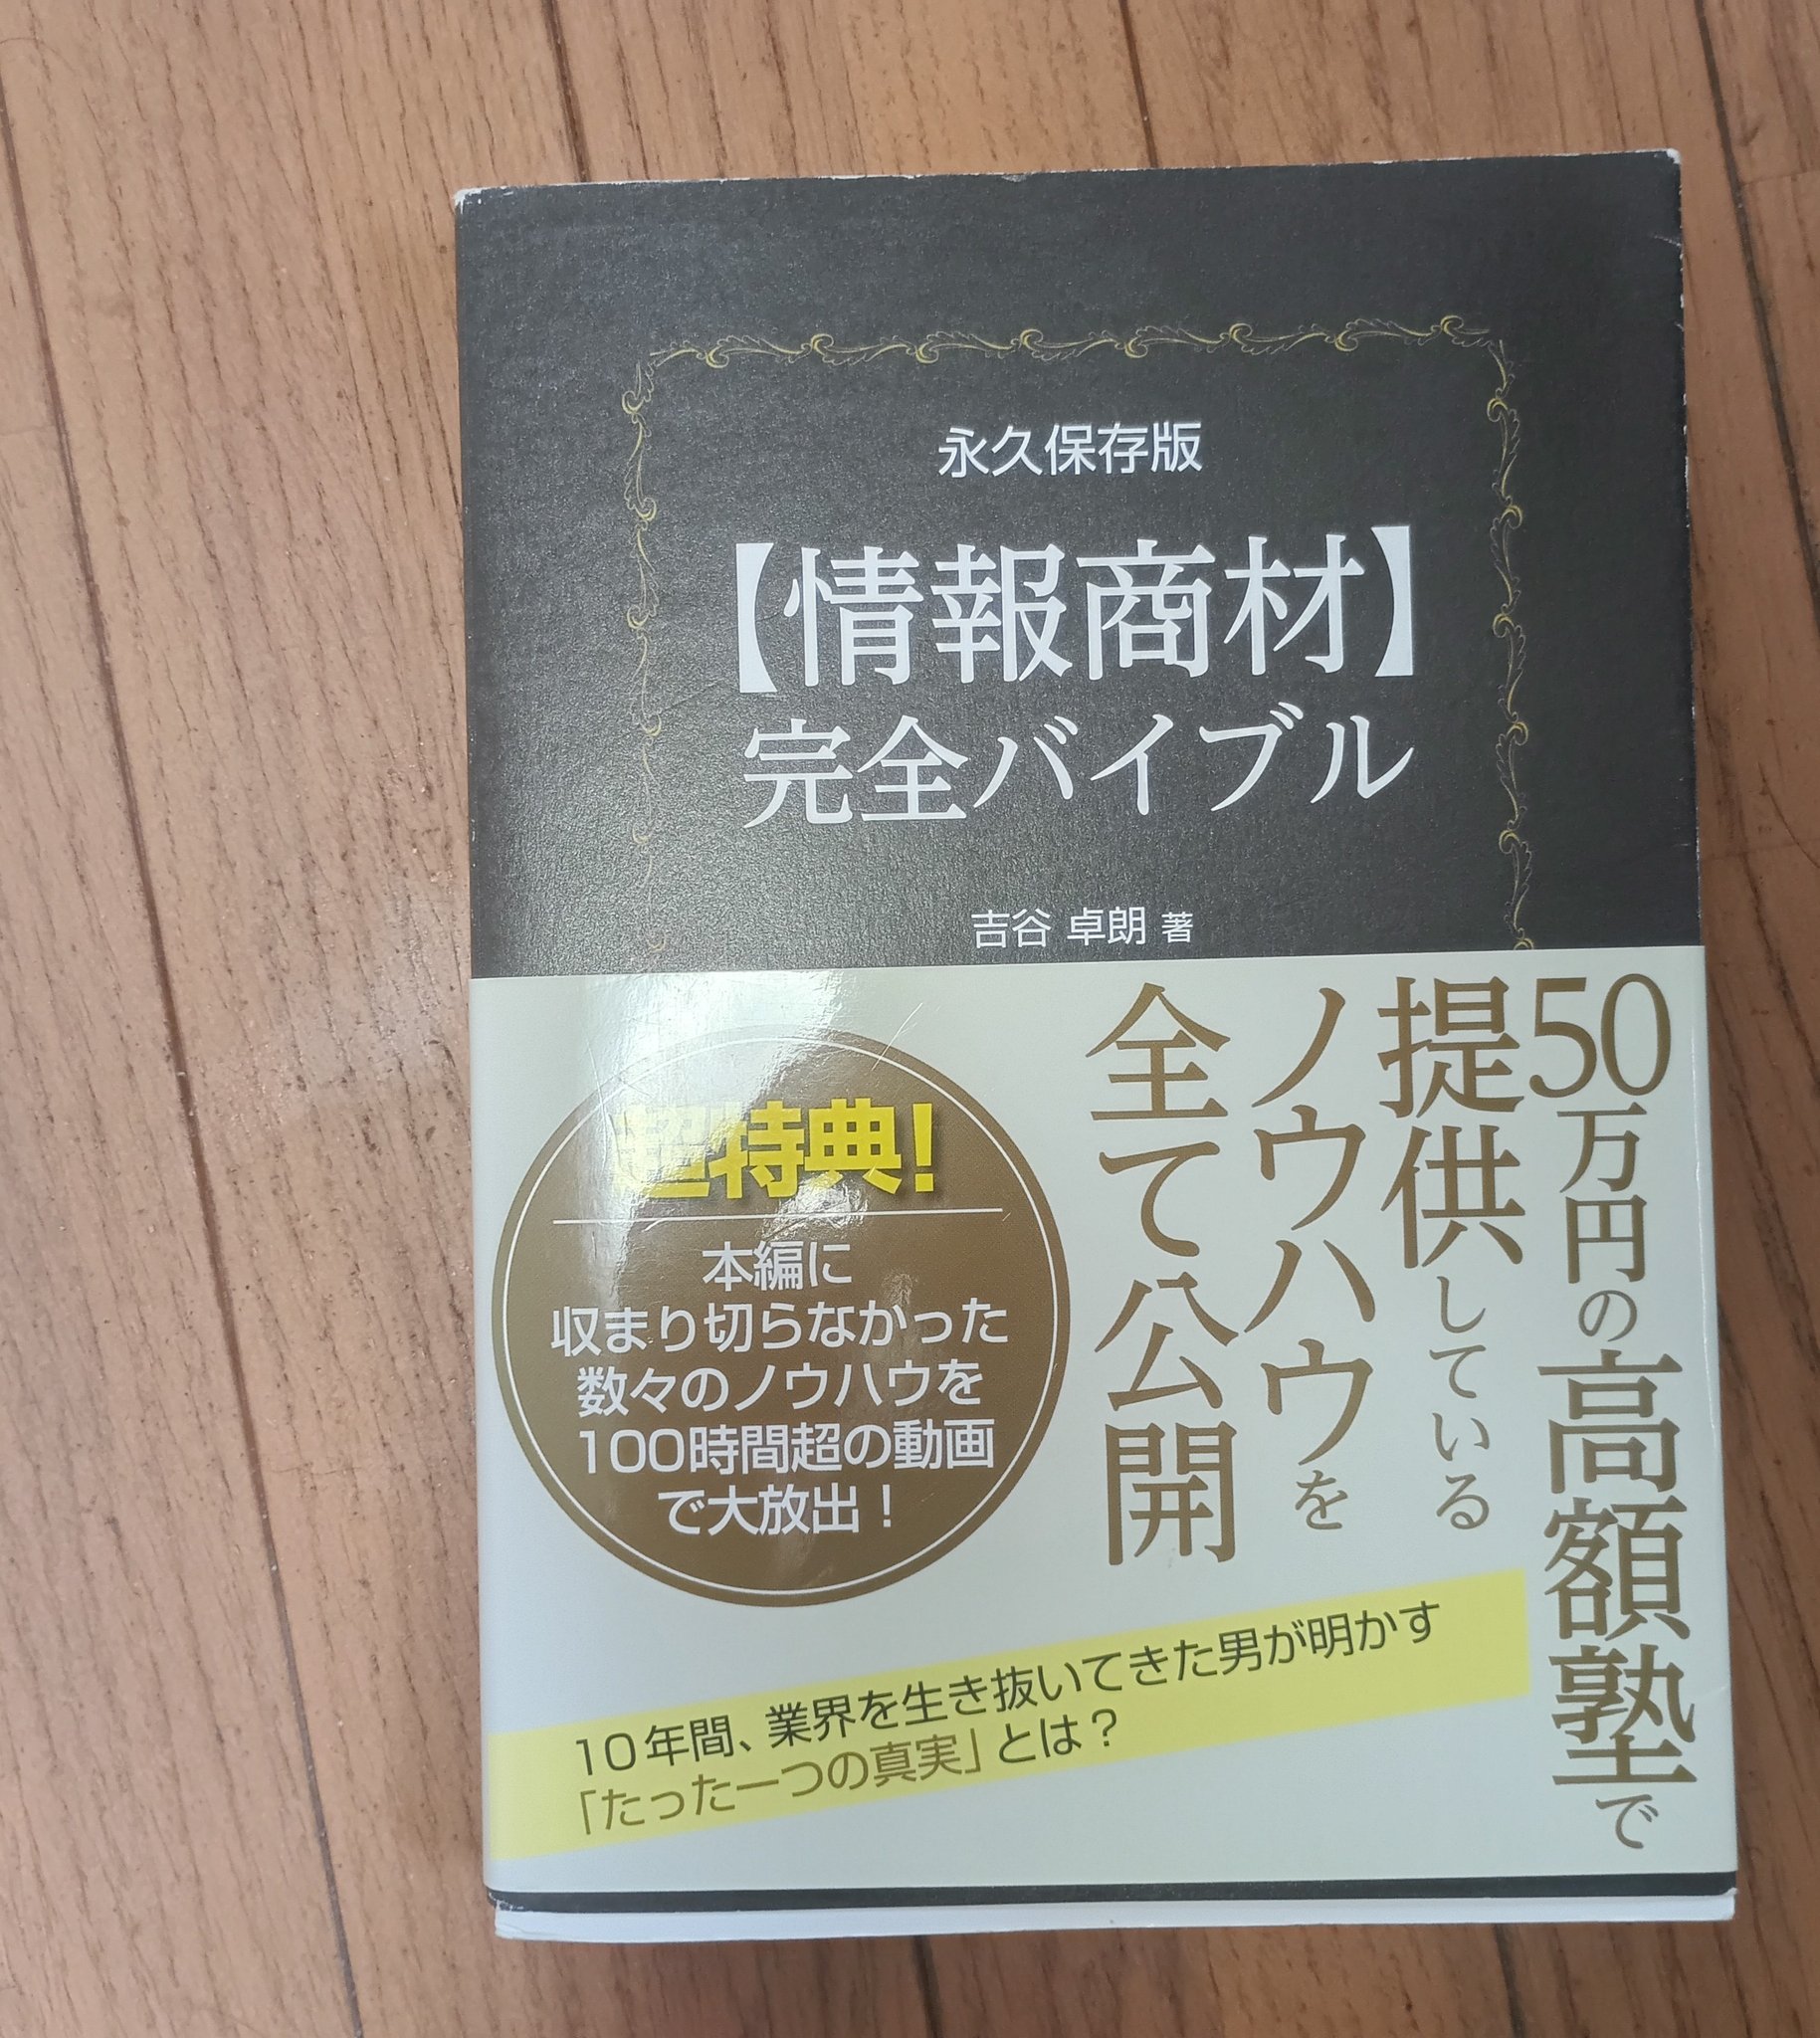 永久保存版
【情報商材】
完全バイブル
吉谷 卓朗 著
50万円の高額塾で
提供している
ノウハウを
全て公開
超特典!
本編に
収まり切らなかった
数々のノウハウを
100時間超の動画
で大放出!
10年間、業界を生き抜いてきた男が明かす
「たった一つの真実」とは?